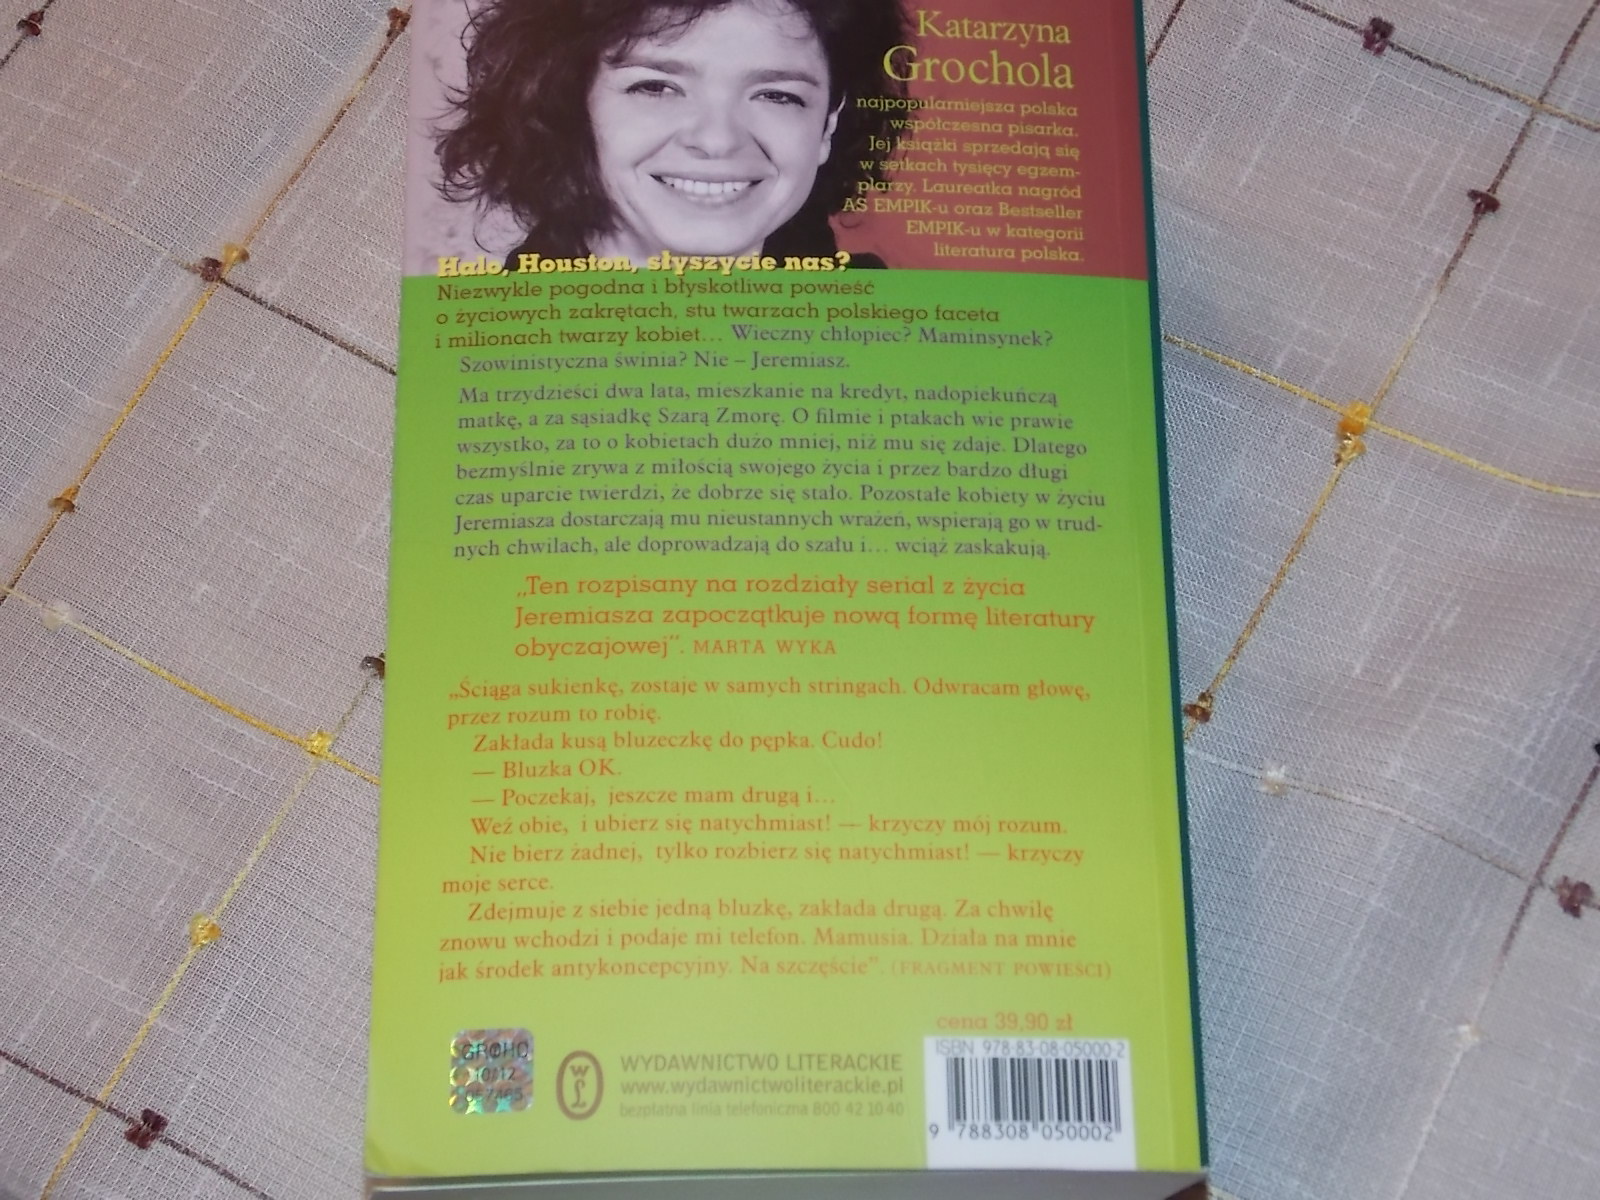 Katarzyna
Grochola
najpopularniejsza polska
współczesna pisarka.
Jej książki sprzedają się
w setkach tysięcy egzem-
plarzy. Laureatka nagród
AS EMPIK-u oraz Bestseller
EMPIK-u w kategorii
literatura polska.
Halo, Houston, słyszycie nas?
Niezwykle pogodna i błyskotliwa powieść
o życiowych zakrętach, stu twarzach polskiego faceta
i milionach twarzy kobiet... Wieczny chłopiec? Maminsynek?
Szowinistyczna świnia? Nie – Jeremiasz.
Ma trzydzieści dwa lata, mieszkanie na kredyt, nadopiekuńczą
matkę, a za sąsiadkę Szarą Zmorę. O filmie i ptakach wie prawie
wszystko, za to o kobietach dużo mniej, niż mu się zdaje. Dlatego
bezmyślnie zrywa z miłością swojego życia i przez bardzo długi
czas uparcie twierdzi, że dobrze się stało. Pozostałe kobiety w życiu
Jeremiasza dostarczają mu nieustannych wrażeń, wspierają go w trud-
nych chwilach, ale doprowadzają do szału i... wciąż zaskakują.
„Ten rozpisany na rozdziały serial z życia
Jeremiasza zapoczątkuje nową formę literatury
obyczajowej”. MARTA WYKA
„Ściąga sukienkę, zostaje w samych stringach. Odwracam głowę,
przez rozum to robię.
Zakłada kusą bluzeczkę do pępka. Cudo!
— Bluzka OK.
— Poczekaj, jeszcze mam drugą i...
Weź obie, i ubierz się natychmiast! — krzyczy mój rozum.
Nie bierz żadnej, tylko rozbierz się natychmiast! — krzyczy
moje serce.
Zdejmuje z siebie jedną bluzkę, zakłada drugą. Za chwilę
znowu wchodzi i podaje mi telefon. Mamusia. Działa na mnie
jak środek antykoncepcyjny. Na szczęście”. (FRAGMENT POWIEŚCI)
cena 39,90 zł
ISBN 978-83-08-05000-2
9 788308 050002
WYDAWNICTWO LITERACKIE
www.wydawnictwoliterackie.pl
bezpłatna linia telefoniczna 800 42 10 40
10/12